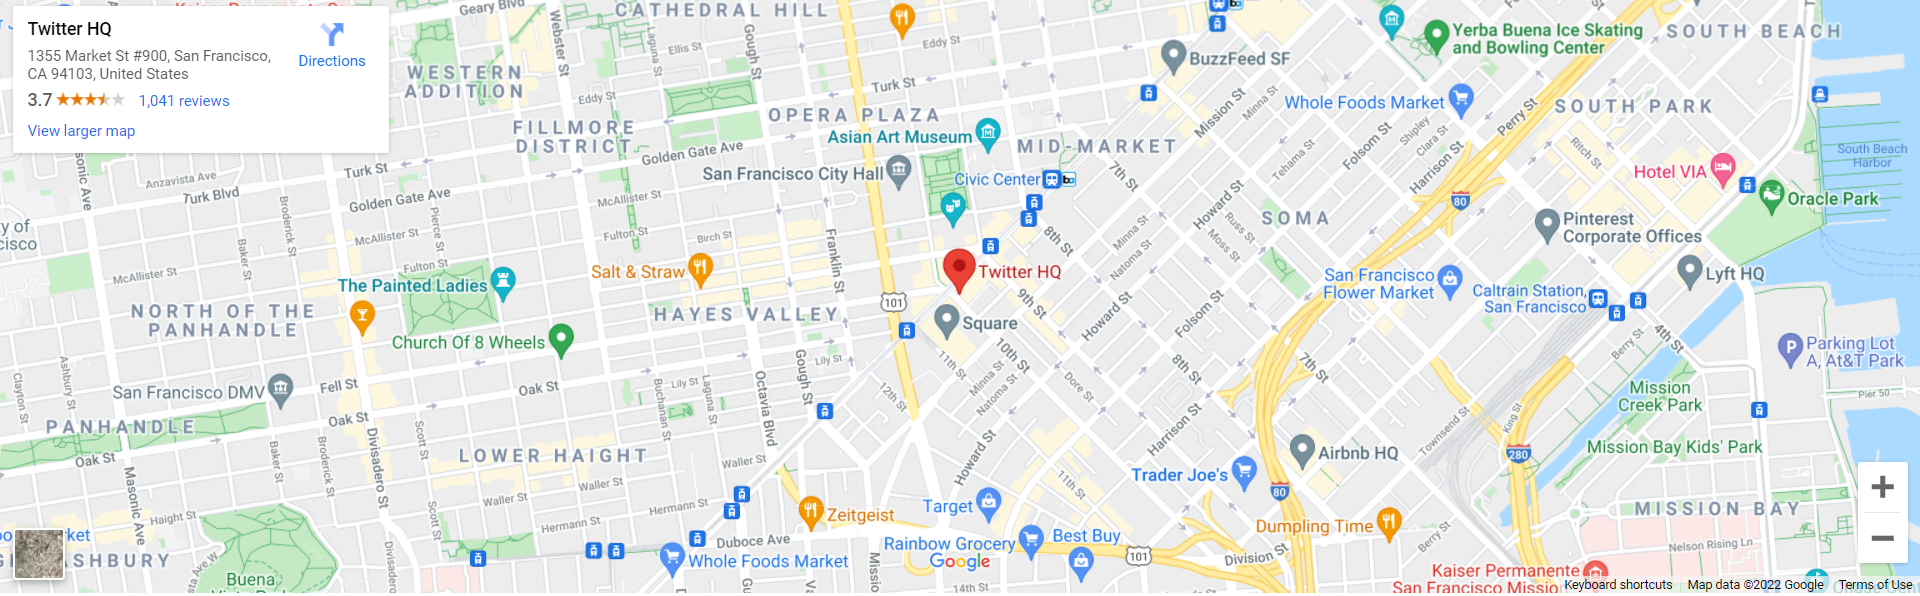 Twitter HQ
1355 Market St #900, San Francisco,
CA 94103, United States
Directions
3.7
1,041 reviews
View larger map
Geary Blvd
CATHEDRAL HILL
Webster St
Laguna St
Gough St
Ellis St
Eddy St
Turk St
WESTERN
ADDITION
Eddy St
FILLMORE
DISTRICT
OPERA PLAZA
Asian Art Museum
MID-MARKET
BuzzFeed SF
Yerba Buena Ice Skating
and Bowling Center
SOUTH BEACH
Whole Foods Market
SOUTH PARK
Perry St
Mission St
Minna St
Shipley
Clara St
Folsom St
Tehama St
Harrison St
Ritch St
South Beach
Harbor
Golden Gate Ave
Anzavista Ave
Turk Blvd
Golden Gate Ave
San Francisco City Hall
Civic Center
7th St
Howard St
Russ St
Moss St
SOMA
80
Hotel VIA
Oracle Park
Pinterest
Corporate Offices
McAllister St
Fulton St
Birch St
Franklin St
8th St
Minna St
Natoma St
Broderick St
Pierce St
Baker St
McAllister St
McAllister St
Fulton St
Salt & Straw
The Painted Ladies
Twitter HQ
101
9th St
Howard St
Folsom St
San Francisco
Flower Market
Caltrain Station,
San Francisco
Lyft HQ
NORTH OF THE
PANHANDLE
HAYES VALLEY
Square
Church Of 8 Wheels
10th St
11th St
Minna St
Natoma St
Dore St
8th St
7th St
4th St
Berry St
Parking Lot
A, At&T Park
Lily St
Lily St
Gough St
Octavia Blvd
Laguna St
Buchanan St
12th St
San Francisco DMV
Fell St
Oak St
Oak St
Oak St
Ashbury St
Clayton St
PANHANDLE
Mission
Creek Park
Pier 50
King St
Townsend St
Mission Bay Kids' Park
280
Masonic Ave
Masonic Ave
Baker St
Broderick St
Divisadero St
Scott St
Scott St
LOWER HAIGHT
Waller St
Waller St
Waller St
Hermann St
Hermann St
Haight St
Howard St
Harrison St
11th St
Trader Joe's
Airbnb HQ
80
Target
Zeitgeist
Duboce Ave
Rainbow Grocery
Best Buy
101
Division St
Dumpling Time
Berry St
MISSION BAY
Nelson Rising Ln
Whole Foods Market
Google
14th St
Buena
Kaiser Permanente
San Francisco Missio
Keyboard shortcuts
Map data ©2022 Google
Terms of Use